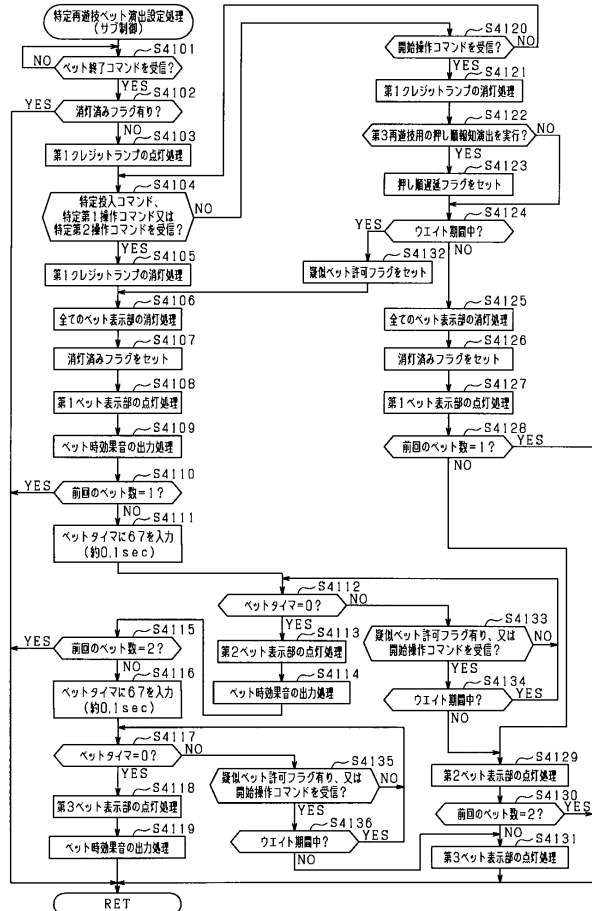 特定再遊技ベット演出設定処理
(サブ制御)
S4101
ベット終了コマンドを受信?
NO
YES
S4102
消灯済みフラグ有り?
YES
NO
S4103
第1クレジットランプの点灯処理
S4104
特定投入コマンド、
特定第1操作コマンド又は
特定第2操作コマンドを受信?
NO
YES
S4105
第1クレジットランプの消灯処理
S4106
全てのベット表示部の消灯処理
S4107
消灯済みフラグをセット
S4108
第1ベット表示部の点灯処理
S4109
ベット時効果音の出力処理
S4110
前回のベット数=1?
YES
NO
S4111
ベットタイマに67を入力
(約0.1sec)
S4112
ベットタイマ=0?
NO
YES
S4113
第2ベット表示部の点灯処理
S4114
ベット時効果音の出力処理
S4115
前回のベット数=2?
YES
NO
S4116
ベットタイマに67を入力
(約0.1sec)
S4117
ベットタイマ=0?
NO
YES
S4118
第3ベット表示部の点灯処理
S4119
ベット時効果音の出力処理
RET
S4120
開始操作コマンドを受信?
NO
YES
S4121
第1クレジットランプの消灯処理
S4122
第3再遊技用の押し順報知演出を実行?
NO
YES
S4123
押し順遅延フラグをセット
S4124
ウエイト期間中?
YES
NO
S4132
疑似ベット許可フラグをセット
S4125
全てのベット表示部の消灯処理
S4126
消灯済みフラグをセット
S4127
第1ベット表示部の点灯処理
S4128
前回のベット数=1?
YES
NO
S4133
疑似ベット許可フラグ有り、又は
開始操作コマンドを受信?
NO
YES
S4134
ウエイト期間中?
YES
NO
S4129
第2ベット表示部の点灯処理
S4130
前回のベット数=2?
YES
NO
S4131
第3ベット表示部の点灯処理
S4135
疑似ベット許可フラグ有り、又は
開始操作コマンドを受信?
NO
YES
S4136
ウエイト期間中?
YES
NO